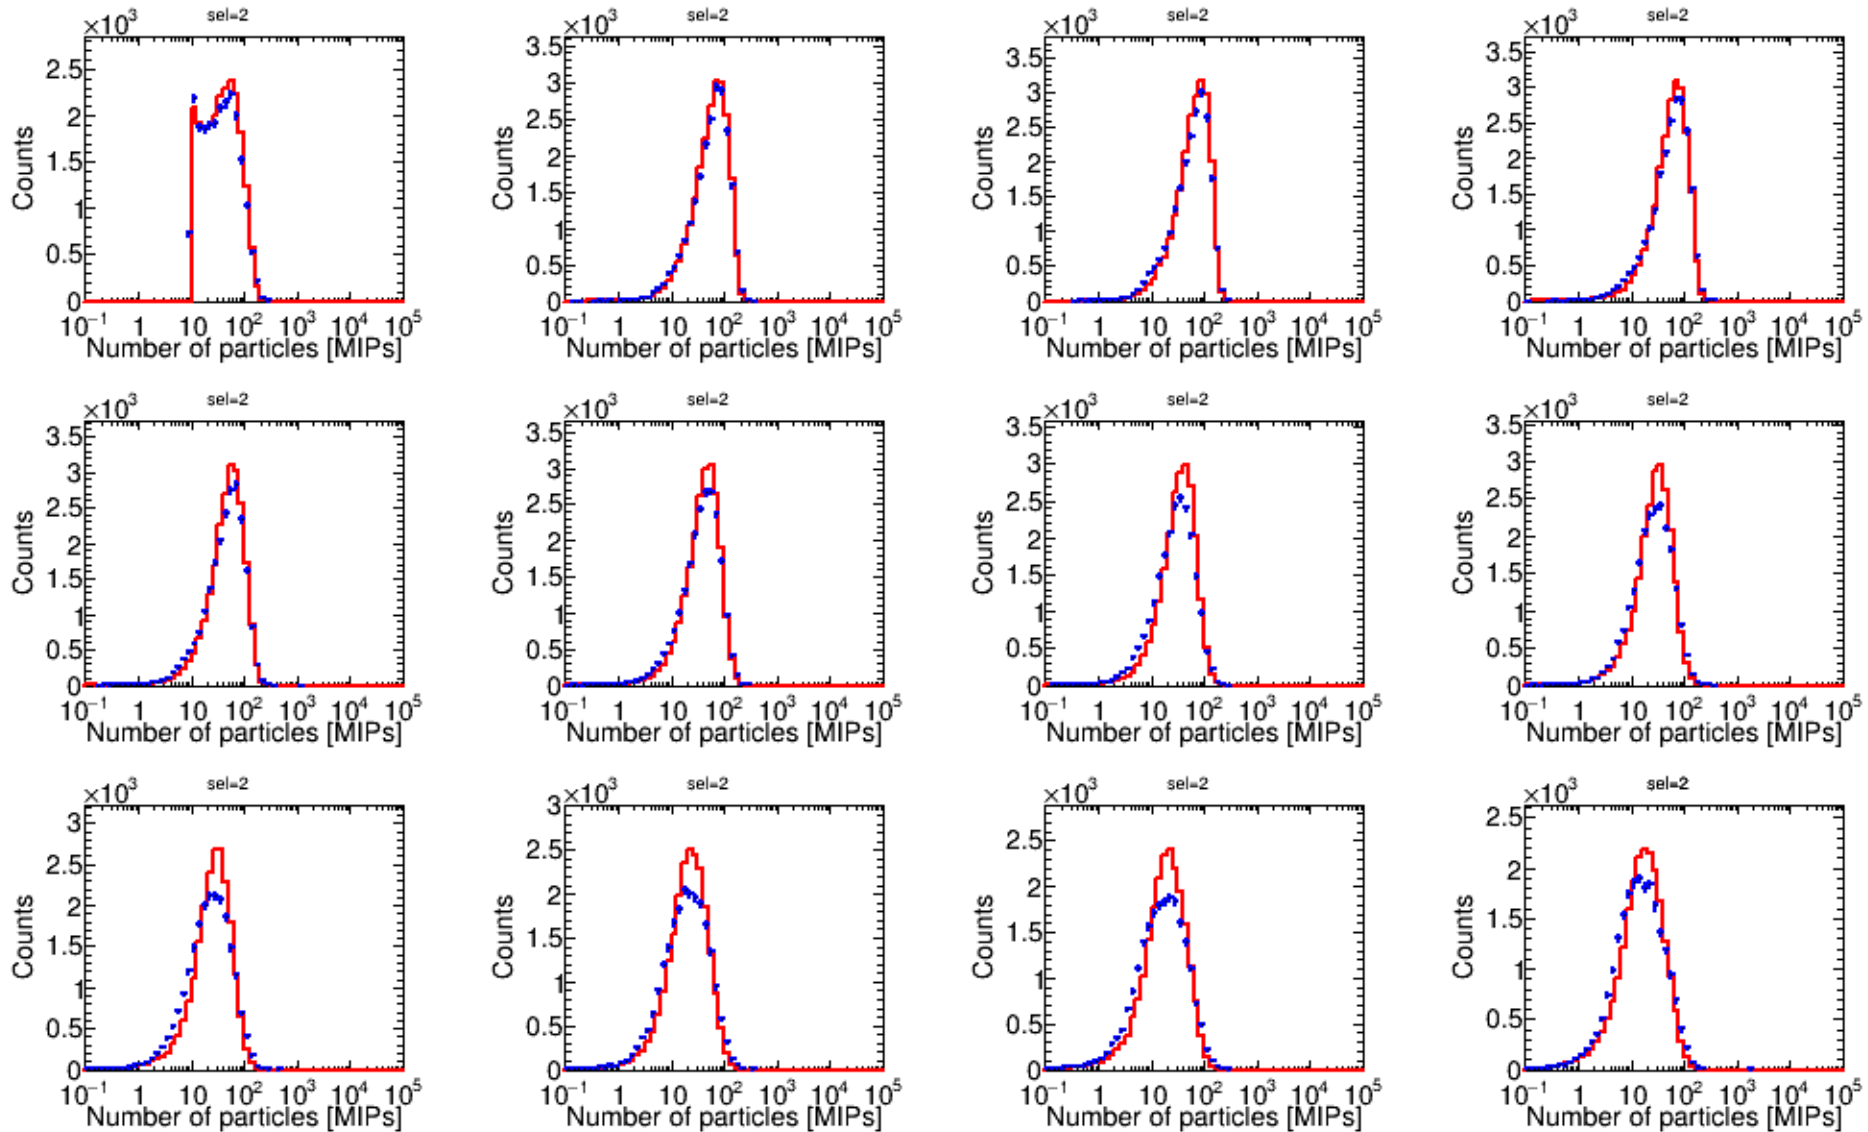 ×10³ sel=2 ×10³ sel=2 ×10³ sel=2 ×10³ sel=2
Counts Counts Counts Counts
2.5 3.5 3.5 3.5
2 3 3 3
1.5 2.5 2.5 2.5
1 2 2 2
0.5 1.5 1.5 1.5
0 1 1 1
0.5 0.5 0.5
0 0 0
10⁻¹ 1 10 10² 10³ 10⁴ 10⁵ 10⁻¹ 1 10 10² 10³ 10⁴ 10⁵ 10⁻¹ 1 10 10² 10³ 10⁴ 10⁵ 10⁻¹ 1 10 10² 10³ 10⁴ 10⁵
Number of particles [MIPs] Number of particles [MIPs] Number of particles [MIPs] Number of particles [MIPs]
×10³ sel=2 ×10³ sel=2 ×10³ sel=2 ×10³ sel=2
Counts Counts Counts Counts
3.5 3.5 3.5 3.5
3 3 3 3
2.5 2.5 2.5 2.5
2 2 2 2
1.5 1.5 1.5 1.5
1 1 1 1
0.5 0.5 0.5 0.5
0 0 0 0
10⁻¹ 1 10 10² 10³ 10⁴ 10⁵ 10⁻¹ 1 10 10² 10³ 10⁴ 10⁵ 10⁻¹ 1 10 10² 10³ 10⁴ 10⁵ 10⁻¹ 1 10 10² 10³ 10⁴ 10⁵
Number of particles [MIPs] Number of particles [MIPs] Number of particles [MIPs] Number of particles [MIPs]
×10³ sel=2 ×10³ sel=2 ×10³ sel=2 ×10³ sel=2
Counts Counts Counts Counts
3 3 2.5 2.5
2.5 2.5 2 2
2 2 1.5 1.5
1.5 1.5 1 1
1 1 0.5 0.5
0.5 0.5 0 0
0 0
10⁻¹ 1 10 10² 10³ 10⁴ 10⁵ 10⁻¹ 1 10 10² 10³ 10⁴ 10⁵ 10⁻¹ 1 10 10² 10³ 10⁴ 10⁵ 10⁻¹ 1 10 10² 10³ 10⁴ 10⁵
Number of particles [MIPs] Number of particles [MIPs] Number of particles [MIPs] Number of particles [MIPs]